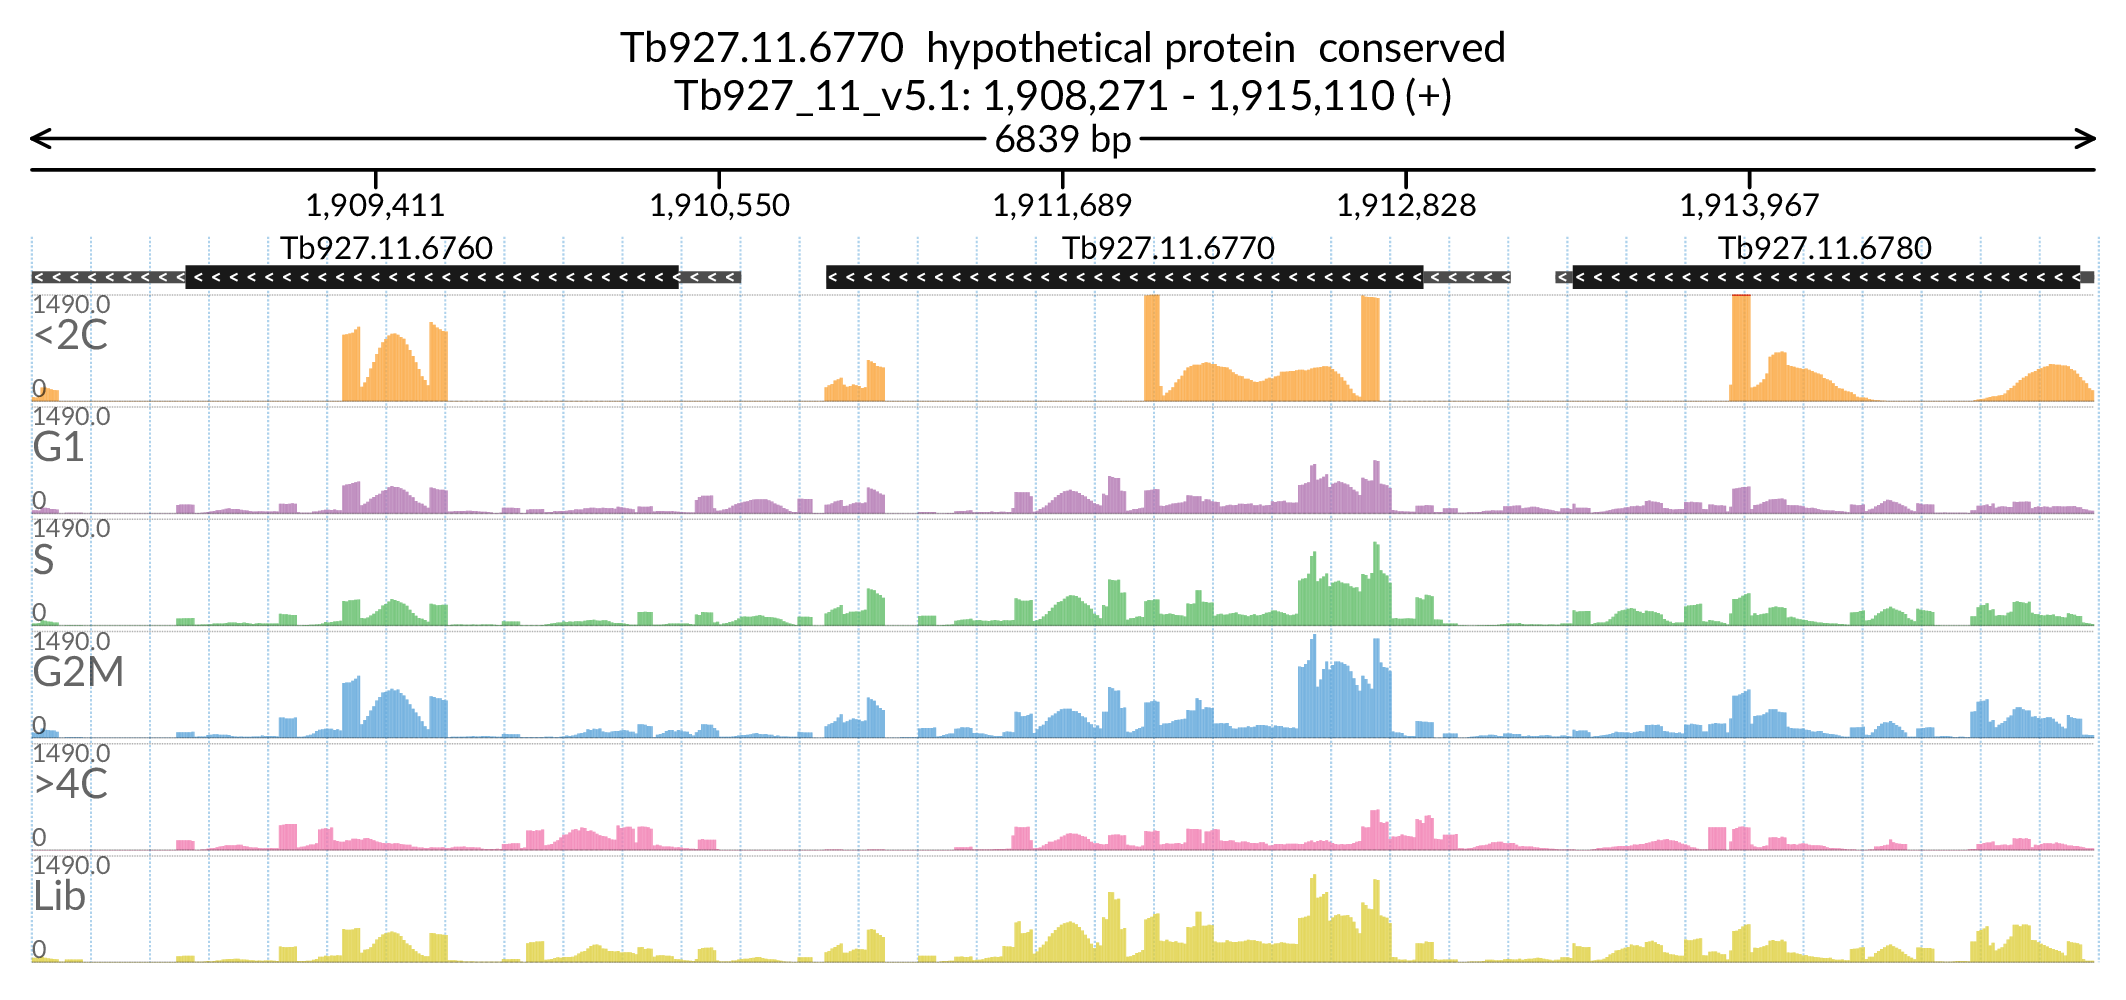 Tb927.11.6770  hypothetical protein  conserved
Tb927_11_v5.1: 1,908,271 - 1,915,110 (+)
6839 bp
1,909,411 1,910,550 1,911,689 1,912,828 1,913,967
Tb927.11.6760 Tb927.11.6770 Tb927.11.6780
1490.0
<2C
0
1490.0
G1
0
1490.0
S
0
1490.0
G2M
0
1490.0
>4C
0
1490.0
Lib
0